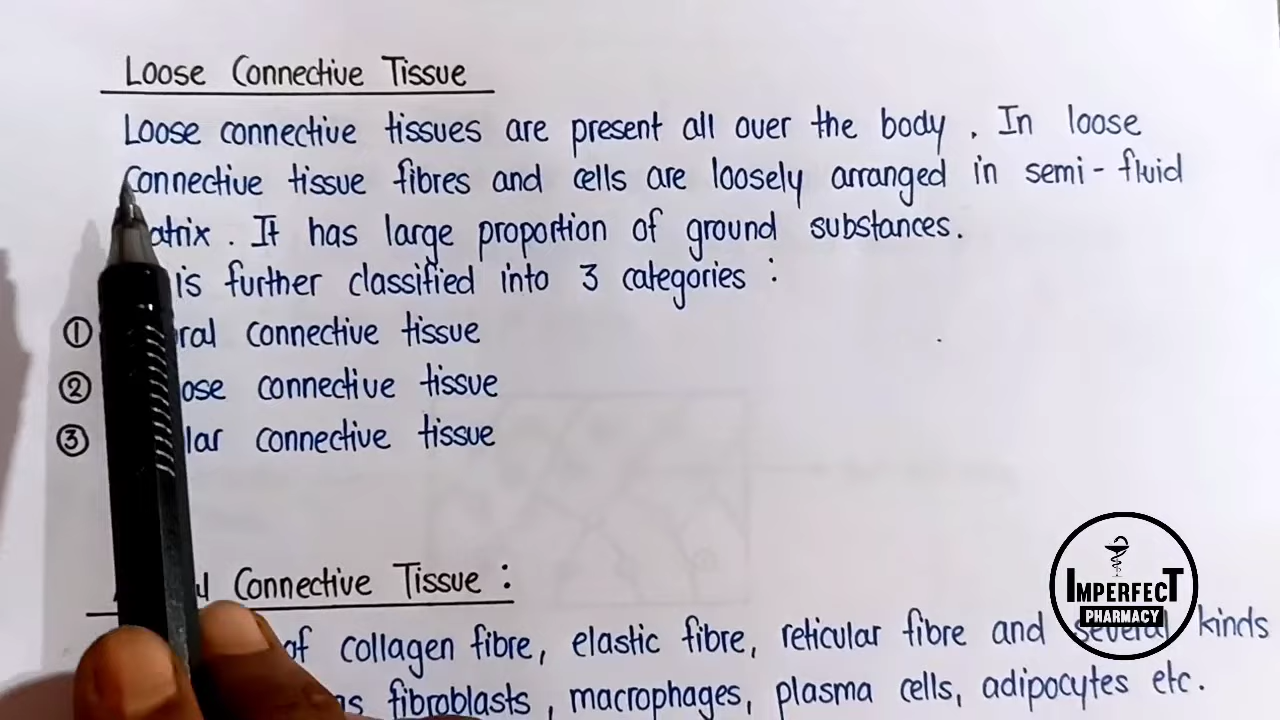 Loose Connective Tissue
Loose connective tissues are present all over the body. In loose
Connective tissue fibres and cells are loosely arranged in semi-fluid
atrix. It has large proportion of ground substances.
is further classified into 3 categories :
① ral connective tissue
② ose connective tissue
③ lar connective tissue
Connective Tissue :
of collagen fibre, elastic fibre, reticular fibre and several kinds
as fibroblasts, macrophages, plasma cells, adipocytes etc.
IMPERFECT
PHARMACY